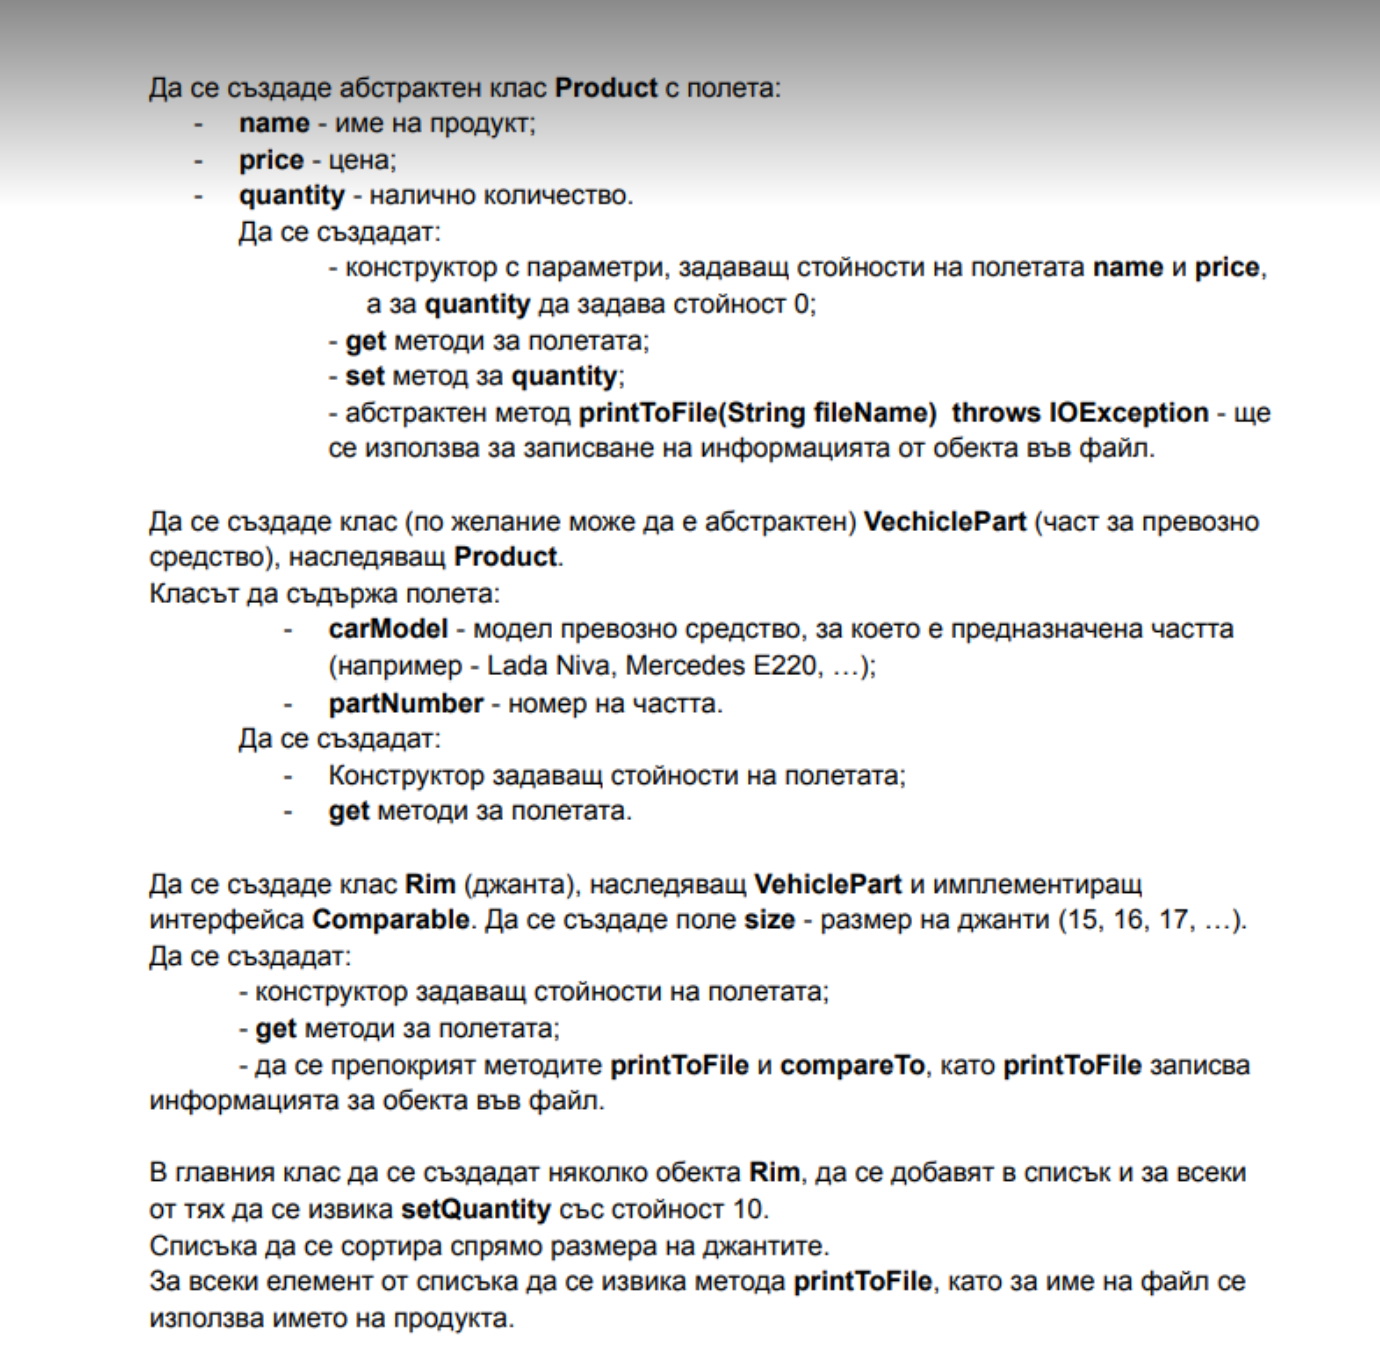 Да се създаде абстрактен клас Product с полета:
- name - име на продукт;
- price - цена;
- quantity - налично количество.
Да се създадат:
- конструктор с параметри, задаващ стойности на полетата name и price,
а за quantity да задава стойност 0;
- get методи за полетата;
- set метод за quantity;
- абстрактен метод printToFile(String fileName)  throws IOException - ще
се използва за записване на информацията от обекта във файл.
Да се създаде клас (по желание може да е абстрактен) VechiclePart (част за превозно
средство), наследяващ Product.
Класът да съдържа полета:
- carModel - модел превозно средство, за което е предназначена частта
(например - Lada Niva, Mercedes E220, …);
- partNumber - номер на частта.
Да се създадат:
- Конструктор задаващ стойности на полетата;
- get методи за полетата.
Да се създаде клас Rim (джанта), наследяващ VehiclePart и имплементиращ
интерфейса Comparable. Да се създаде поле size - размер на джанти (15, 16, 17, …).
Да се създадат:
- конструктор задаващ стойности на полетата;
- get методи за полетата;
- да се препокрият методите printToFile и compareTo, като printToFile записва
информацията за обекта във файл.
В главния клас да се създадат няколко обекта Rim, да се добавят в списък и за всеки
от тях да се извика setQuantity със стойност 10.
Списъка да се сортира спрямо размера на джантите.
За всеки елемент от списъка да се извика метода printToFile, като за име на файл се
използва името на продукта.